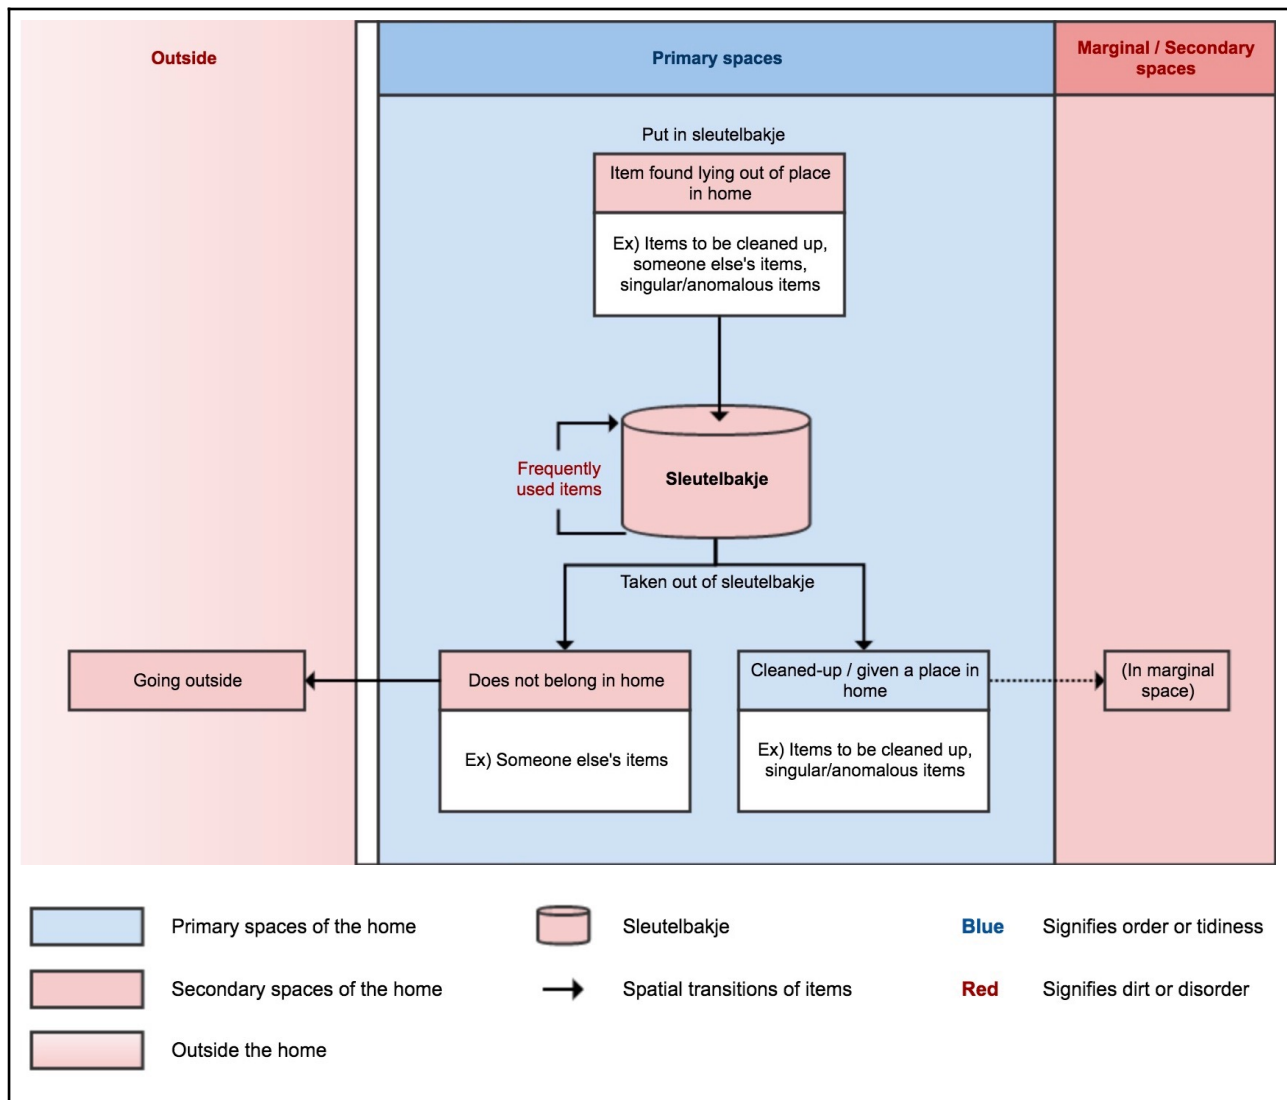 Outside
Primary spaces
Marginal / Secondary
spaces
Put in sleutelbakje
Item found lying out of place
in home
Ex) Items to be cleaned up,
someone else's items,
singular/anomalous items
Frequently
used items
Sleutelbakje
Taken out of sleutelbakje
Going outside
Does not belong in home
Ex) Someone else's items
Cleaned-up / given a place in
home
Ex) Items to be cleaned up,
singular/anomalous items
(In marginal
space)
Primary spaces of the home
Secondary spaces of the home
Outside the home
Sleutelbakje
Spatial transitions of items
Blue Signifies order or tidiness
Red Signifies dirt or disorder